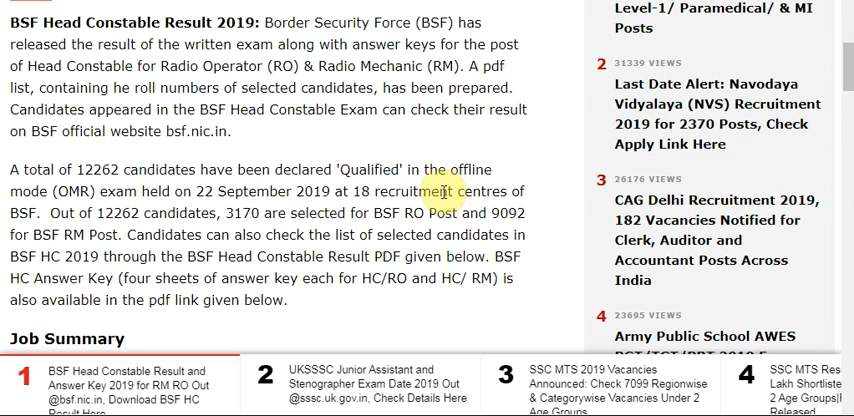 BSF Head Constable Result 2019: Border Security Force (BSF) has
released the result of the written exam along with answer keys for the post
of Head Constable for Radio Operator (RO) & Radio Mechanic (RM). A pdf
list, containing he roll numbers of selected candidates, has been prepared.
Candidates appeared in the BSF Head Constable Exam can check their result
on BSF official website bsf.nic.in.
A total of 12262 candidates have been declared 'Qualified' in the offline
mode (OMR) exam held on 22 September 2019 at 18 recruitment centres of
BSF. Out of 12262 candidates, 3170 are selected for BSF RO Post and 9092
for BSF RM Post. Candidates can also check the list of selected candidates in
BSF HC 2019 through the BSF Head Constable Result PDF given below. BSF
HC Answer Key (four sheets of answer key each for HC/RO and HC/ RM) is
also available in the pdf link given below.
Job Summary
Level-1/ Paramedical/ & MI
Posts
2 31339 VIEWS
Last Date Alert: Navodaya
Vidyalaya (NVS) Recruitment
2019 for 2370 Posts, Check
Apply Link Here
3 26176 VIEWS
CAG Delhi Recruitment 2019,
182 Vacancies Notified for
Clerk, Auditor and
Accountant Posts Across
India
4 23695 VIEWS
Army Public School AWES
1 BSF Head Constable Result and
Answer Key 2019 for RM RO Out
@bsf.nic.in, Download BSF HC
Result Here
2 UKSSSC Junior Assistant and
Stenographer Exam Date 2019 Out
@sssc.uk.gov.in, Check Details Here
3 SSC MTS 2019 Vacancies
Announced: Check 7099 Regionwise
& Categorywise Vacancies Under 2
Age Groups
4 SSC MTS Res
Lakh Shortliste
2 Age Groups|
Released